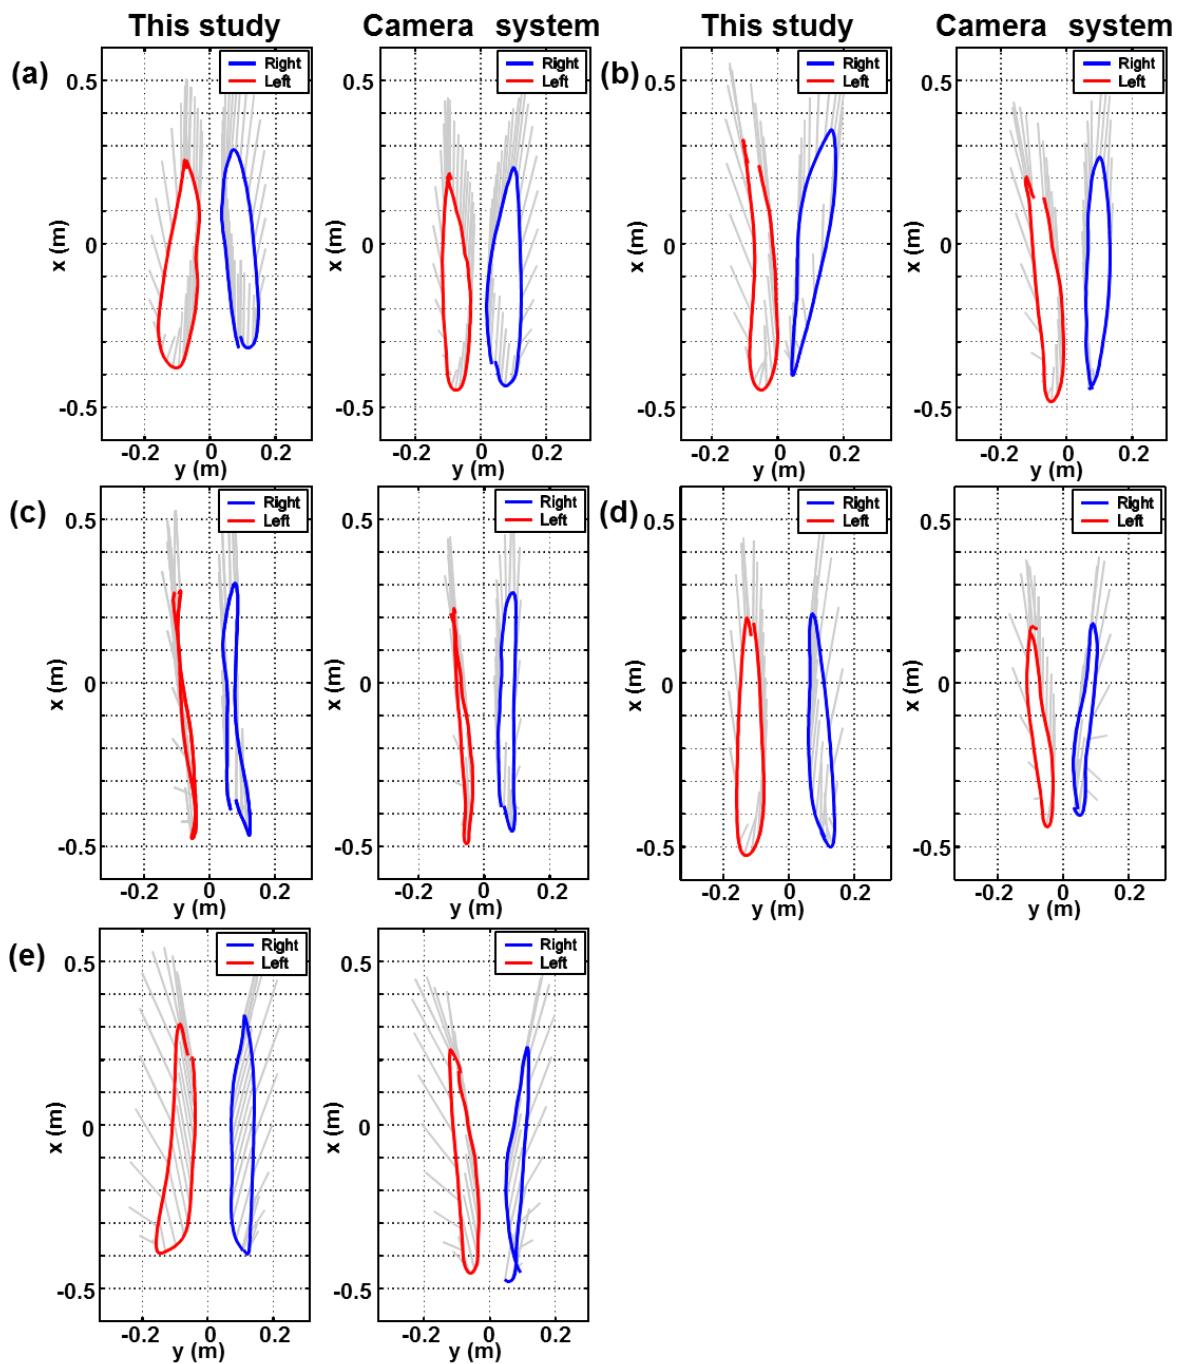 This study Camera system This study Camera system
(a) Right Left Right Left (b) Right Left Right Left
0.5 0.5 0.5 0.5
x (m) 0 x (m) 0 x (m) 0 x (m) 0
-0.5 -0.5 -0.5 -0.5
-0.2 0 0.2 -0.2 0 0.2 -0.2 0 0.2 -0.2 0 0.2
y (m) y (m) y (m) y (m)
(c) Right Left Right Left (d) Right Left Right Left
0.5 0.5 0.5 0.5
x (m) 0 x (m) 0 x (m) 0 x (m) 0
-0.5 -0.5 -0.5 -0.5
-0.2 0 0.2 -0.2 0 0.2 -0.2 0 0.2 -0.2 0 0.2
y (m) y (m) y (m) y (m)
(e) Right Left Right Left
0.5 0.5
x (m) 0 x (m) 0
-0.5 -0.5
-0.2 0 0.2 -0.2 0 0.2
y (m) y (m)